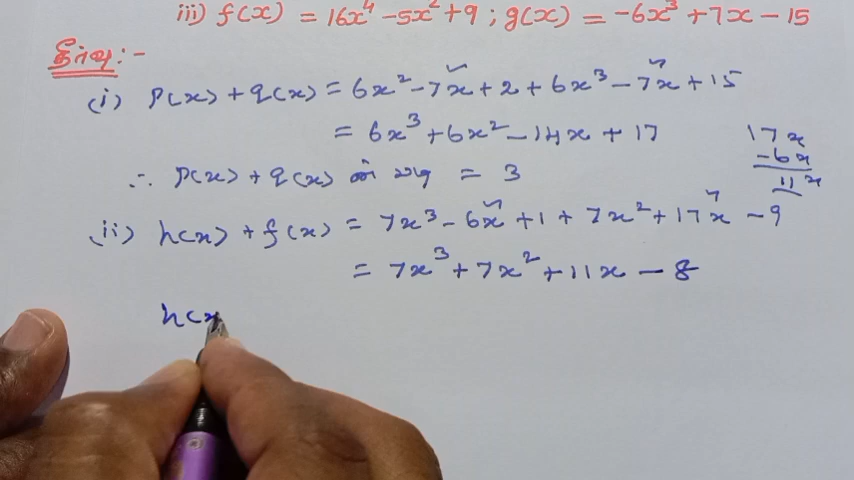 iii) f(x) = 16x⁴ - 5x² + 9 ; g(x) = -6x³ + 7x - 15
தீர்வு:-
(i) p(x) + q(x) = 6x² - 7x + 2 + 6x³ - 7x + 15
= 6x³ + 6x² - 14x + 17
∴ p(x) + q(x) ன் படி = 3
(ii) h(x) + f(x) = 7x³ - 6x + 1 + 7x² + 17x - 9
= 7x³ + 7x² + 11x - 8
h(x
17x
-6x
11x